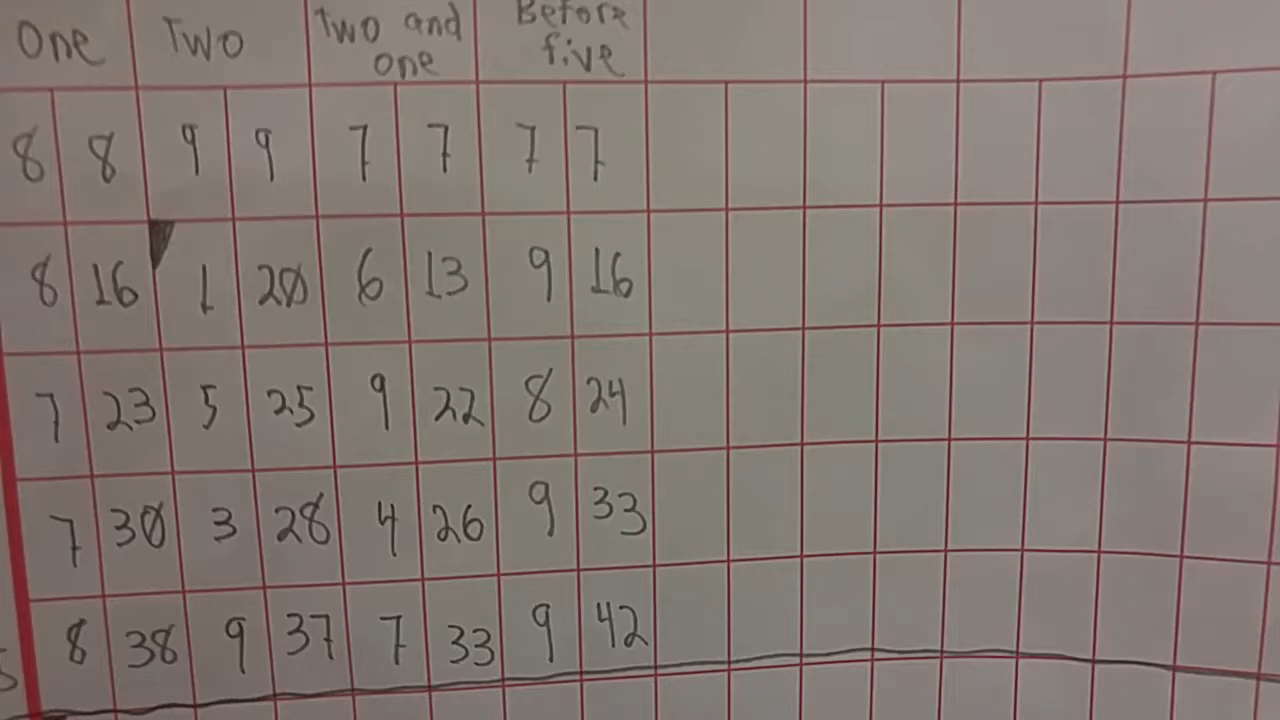 One Two Two and one Before five
8 8 9 9 7 7 7 7
8 16 1 20 6 13 9 16
7 23 5 25 9 22 8 24
7 30 3 28 4 26 9 33
8 38 9 37 7 33 9 42